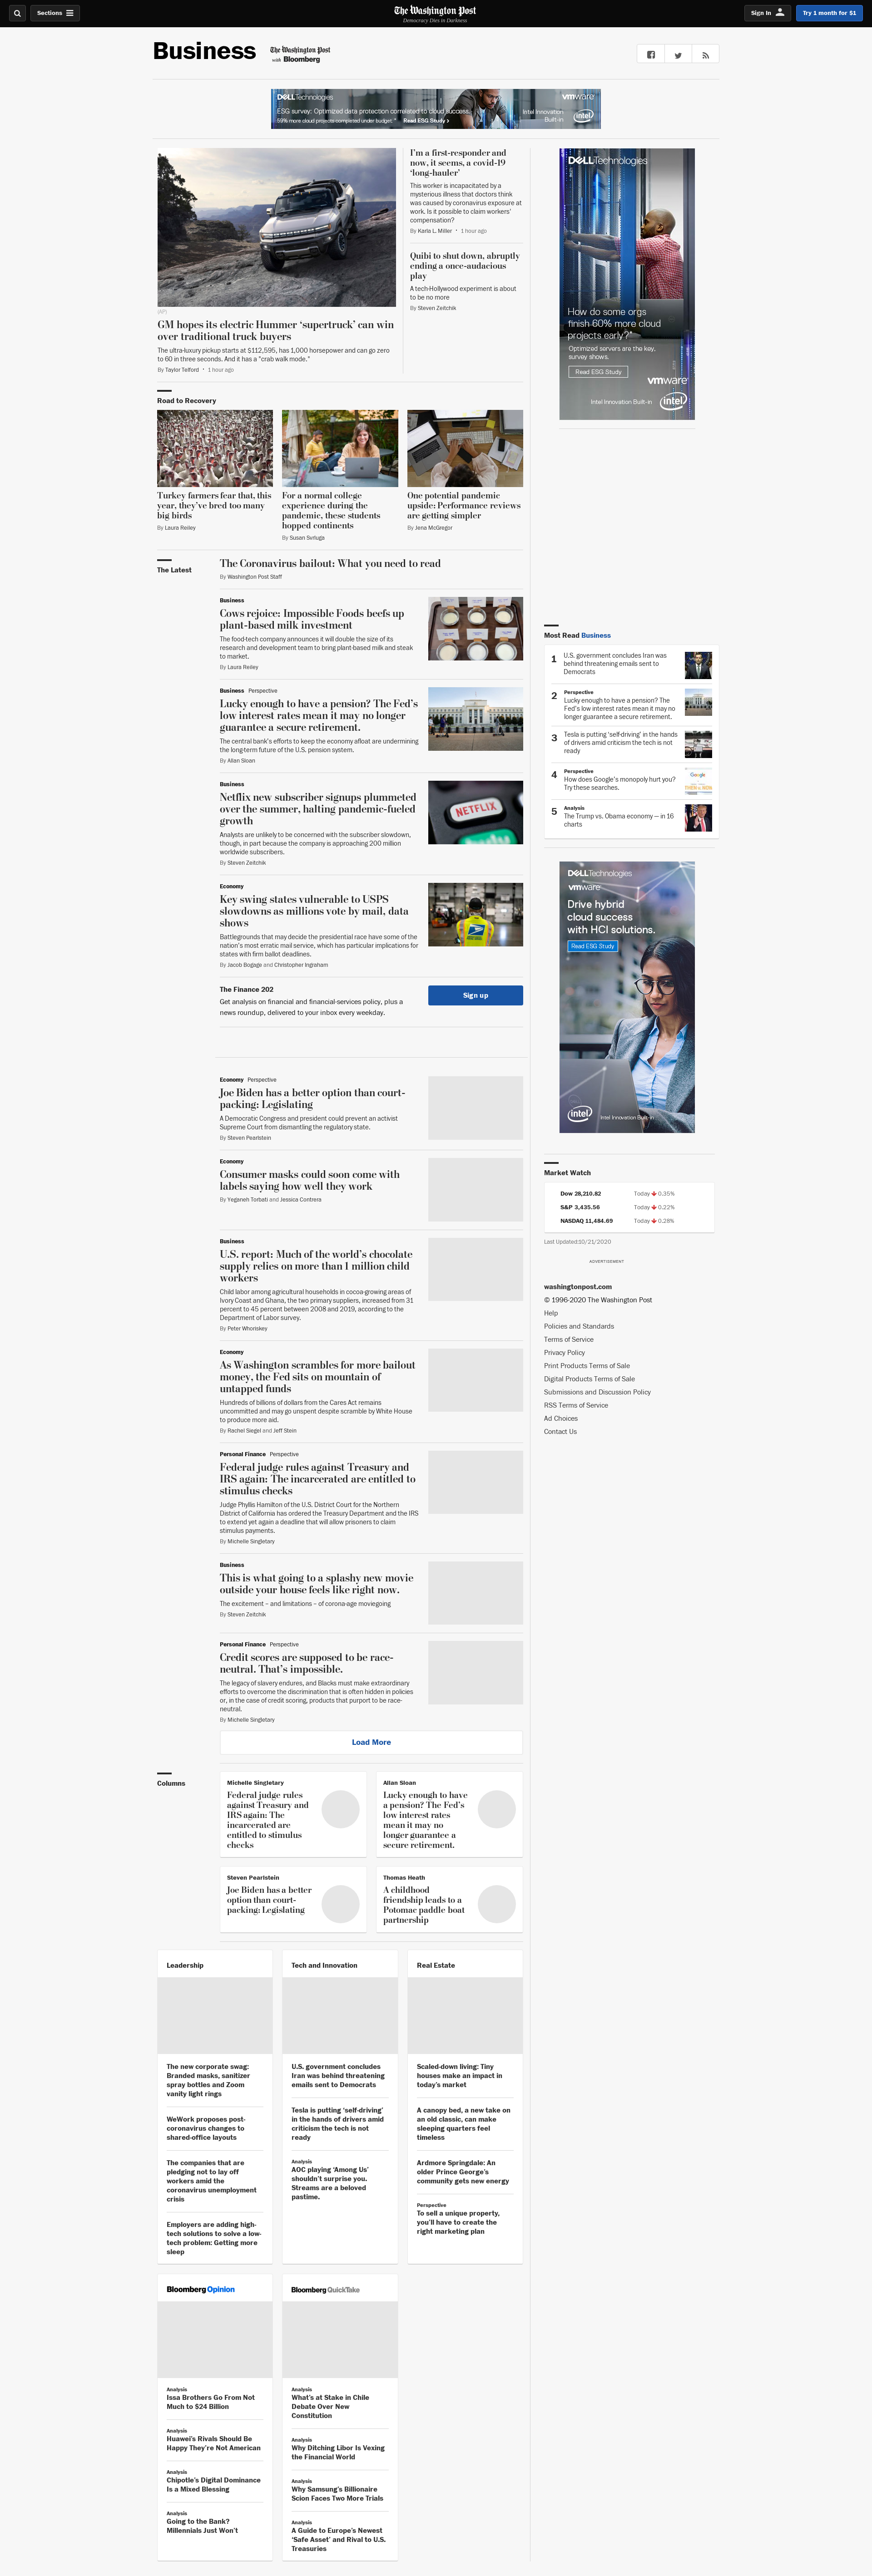 Sections
The Washington Post
Democracy Dies in Darkness
Sign In
Try 1 month for $1
Business
The Washington Post
with Bloomberg
DELLTechnologies
ESG survey: Optimized data protection correlated to cloud success.
59% more cloud projects completed under budget.*
Read ESG Study >
Intel Innovation
Built-in
vmware
intel
(AP)
GM hopes its electric Hummer ‘supertruck’ can win
over traditional truck buyers
The ultra-luxury pickup starts at $112,595, has 1,000 horsepower and can go zero
to 60 in three seconds. And it has a "crab walk mode."
By Taylor Telford • 1 hour ago
I’m a first-responder and
now, it seems, a covid-19
‘long-hauler’
This worker is incapacitated by a
mysterious illness that doctors think
was caused by coronavirus exposure at
work. Is it possible to claim workers’
compensation?
By Karla L. Miller • 1 hour ago
Quibi to shut down, abruptly
ending a once-audacious
play
A tech-Hollywood experiment is about
to be no more
By Steven Zeitchik
Road to Recovery
Turkey farmers fear that, this
year, they’ve bred too many
big birds
By Laura Reiley
For a normal college
experience during the
pandemic, these students
hopped continents
By Susan Svrluga
One potential pandemic
upside: Performance reviews
are getting simpler
By Jena McGregor
The Latest
The Coronavirus bailout: What you need to read
By Washington Post Staff
Business
Cows rejoice: Impossible Foods beefs up
plant-based milk investment
The food-tech company announces it will double the size of its
research and development team to bring plant-based milk and steak
to market.
By Laura Reiley
Business Perspective
Lucky enough to have a pension? The Fed’s
low interest rates mean it may no longer
guarantee a secure retirement.
The central bank’s efforts to keep the economy afloat are undermining
the long-term future of the U.S. pension system.
By Allan Sloan
Business
Netflix new subscriber signups plummeted
over the summer, halting pandemic-fueled
growth
Analysts are unlikely to be concerned with the subscriber slowdown,
though, in part because the company is approaching 200 million
worldwide subscribers.
By Steven Zeitchik
NETFLIX
Economy
Key swing states vulnerable to USPS
slowdowns as millions vote by mail, data
shows
Battlegrounds that may decide the presidential race have some of the
nation’s most erratic mail service, which has particular implications for
states with firm ballot deadlines.
By Jacob Bogage and Christopher Ingraham
The Finance 202
Get analysis on financial and financial-services policy, plus a
news roundup, delivered to your inbox every weekday.
Sign up
Economy Perspective
Joe Biden has a better option than court-
packing: Legislating
A Democratic Congress and president could prevent an activist
Supreme Court from dismantling the regulatory state.
By Steven Pearlstein
Economy
Consumer masks could soon come with
labels saying how well they work
By Yeganeh Torbati and Jessica Contrera
Business
U.S. report: Much of the world’s chocolate
supply relies on more than 1 million child
workers
Child labor among agricultural households in cocoa-growing areas of
Ivory Coast and Ghana, the two primary suppliers, increased from 31
percent to 45 percent between 2008 and 2019, according to the
Department of Labor survey.
By Peter Whoriskey
Economy
As Washington scrambles for more bailout
money, the Fed sits on mountain of
untapped funds
Hundreds of billions of dollars from the Cares Act remains
uncommitted and may go unspent despite scramble by White House
to produce more aid.
By Rachel Siegel and Jeff Stein
Personal Finance Perspective
Federal judge rules against Treasury and
IRS again: The incarcerated are entitled to
stimulus checks
Judge Phyllis Hamilton of the U.S. District Court for the Northern
District of California has ordered the Treasury Department and the IRS
to extend yet again a deadline that will allow prisoners to claim
stimulus payments.
By Michelle Singletary
Business
This is what going to a splashy new movie
outside your house feels like right now.
The excitement – and limitations – of corona-age moviegoing
By Steven Zeitchik
Personal Finance Perspective
Credit scores are supposed to be race-
neutral. That’s impossible.
The legacy of slavery endures, and Blacks must make extraordinary
efforts to overcome the discrimination that is often hidden in policies
or, in the case of credit scoring, products that purport to be race-
neutral.
By Michelle Singletary
Load More
Columns
Michelle Singletary
Federal judge rules
against Treasury and
IRS again: The
incarcerated are
entitled to stimulus
checks
Allan Sloan
Lucky enough to have
a pension? The Fed’s
low interest rates
mean it may no
longer guarantee a
secure retirement.
Steven Pearlstein
Joe Biden has a better
option than court-
packing: Legislating
Thomas Heath
A childhood
friendship leads to a
Potomac paddle boat
partnership
Leadership
The new corporate swag:
Branded masks, sanitizer
spray bottles and Zoom
vanity light rings
WeWork proposes post-
coronavirus changes to
shared-office layouts
The companies that are
pledging not to lay off
workers amid the
coronavirus unemployment
crisis
Employers are adding high-
tech solutions to solve a low-
tech problem: Getting more
sleep
Tech and Innovation
U.S. government concludes
Iran was behind threatening
emails sent to Democrats
Tesla is putting ‘self-driving’
in the hands of drivers amid
criticism the tech is not
ready
Analysis
AOC playing ‘Among Us’
shouldn’t surprise you.
Streams are a beloved
pastime.
Real Estate
Scaled-down living: Tiny
houses make an impact in
today’s market
A canopy bed, a new take on
an old classic, can make
sleeping quarters feel
timeless
Ardmore Springdale: An
older Prince George’s
community gets new energy
Perspective
To sell a unique property,
you’ll have to create the
right marketing plan
Bloomberg Opinion
Analysis
Issa Brothers Go From Not
Much to $24 Billion
Analysis
Huawei’s Rivals Should Be
Happy They’re Not American
Analysis
Chipotle’s Digital Dominance
Is a Mixed Blessing
Analysis
Going to the Bank?
Millennials Just Won’t
Bloomberg QuickTake
Analysis
What’s at Stake in Chile
Debate Over New
Constitution
Analysis
Why Ditching Libor Is Vexing
the Financial World
Analysis
Why Samsung’s Billionaire
Scion Faces Two More Trials
Analysis
A Guide to Europe’s Newest
‘Safe Asset’ and Rival to U.S.
Treasuries
DELLTechnologies
How do some orgs
finish 60% more cloud
projects early?*
Optimized servers are the key,
survey shows.
Read ESG Study
vmware
Intel Innovation Built-in
intel
Most Read Business
1
U.S. government concludes Iran was
behind threatening emails sent to
Democrats
2
Perspective
Lucky enough to have a pension? The
Fed’s low interest rates mean it may no
longer guarantee a secure retirement.
3
Tesla is putting ‘self-driving’ in the hands
of drivers amid criticism the tech is not
ready
4
Perspective
How does Google’s monopoly hurt you?
Try these searches.
Google
THEN & NOW
5
Analysis
The Trump vs. Obama economy — in 16
charts
DELLTechnologies
vmware
Drive hybrid
cloud success
with HCI solutions.
Read ESG Study
intel
Intel Innovation Built-in
Market Watch
Dow 28,210.82 Today 0.35%
S&P 3,435.56 Today 0.22%
NASDAQ 11,484.69 Today 0.28%
Last Updated:10/21/2020
ADVERTISEMENT
washingtonpost.com
© 1996-2020 The Washington Post
Help
Policies and Standards
Terms of Service
Privacy Policy
Print Products Terms of Sale
Digital Products Terms of Sale
Submissions and Discussion Policy
RSS Terms of Service
Ad Choices
Contact Us